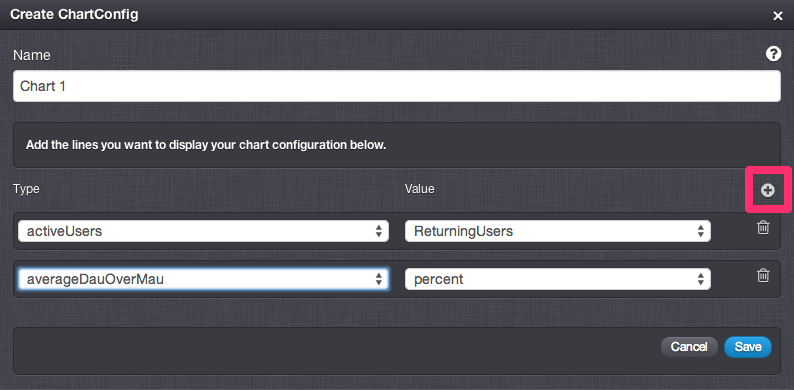 Create ChartConfig ×
Name ?
Chart 1
Add the lines you want to display your chart configuration below.
Type Value
activeUsers ReturningUsers
averageDauOverMau percent
Cancel Save